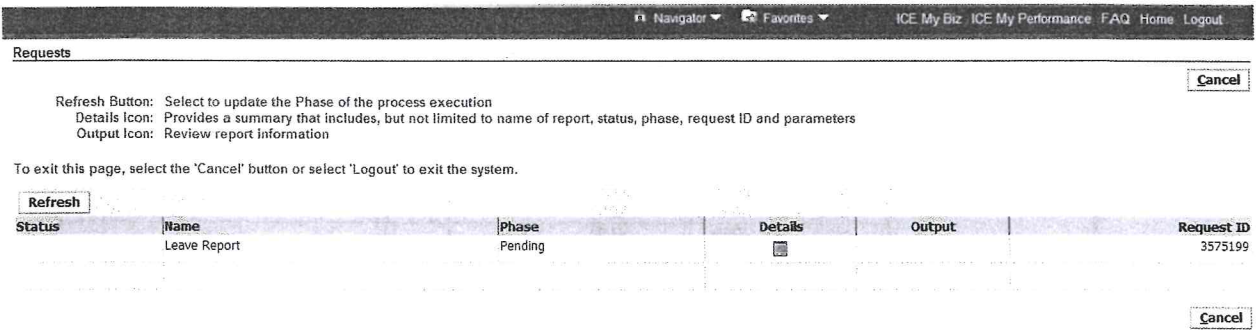 Navigator Favorites ICE My Biz ICE My Performance FAQ Home Logout
Requests
Cancel
Refresh Button: Select to update the Phase of the process execution
Details Icon: Provides a summary that includes, but not limited to name of report, status, phase, request ID and parameters
Output Icon: Review report information
To exit this page, select the 'Cancel' button or select 'Logout' to exit the system.
Refresh
Status Name Phase Details Output Request ID
Leave Report Pending 3575199
Cancel